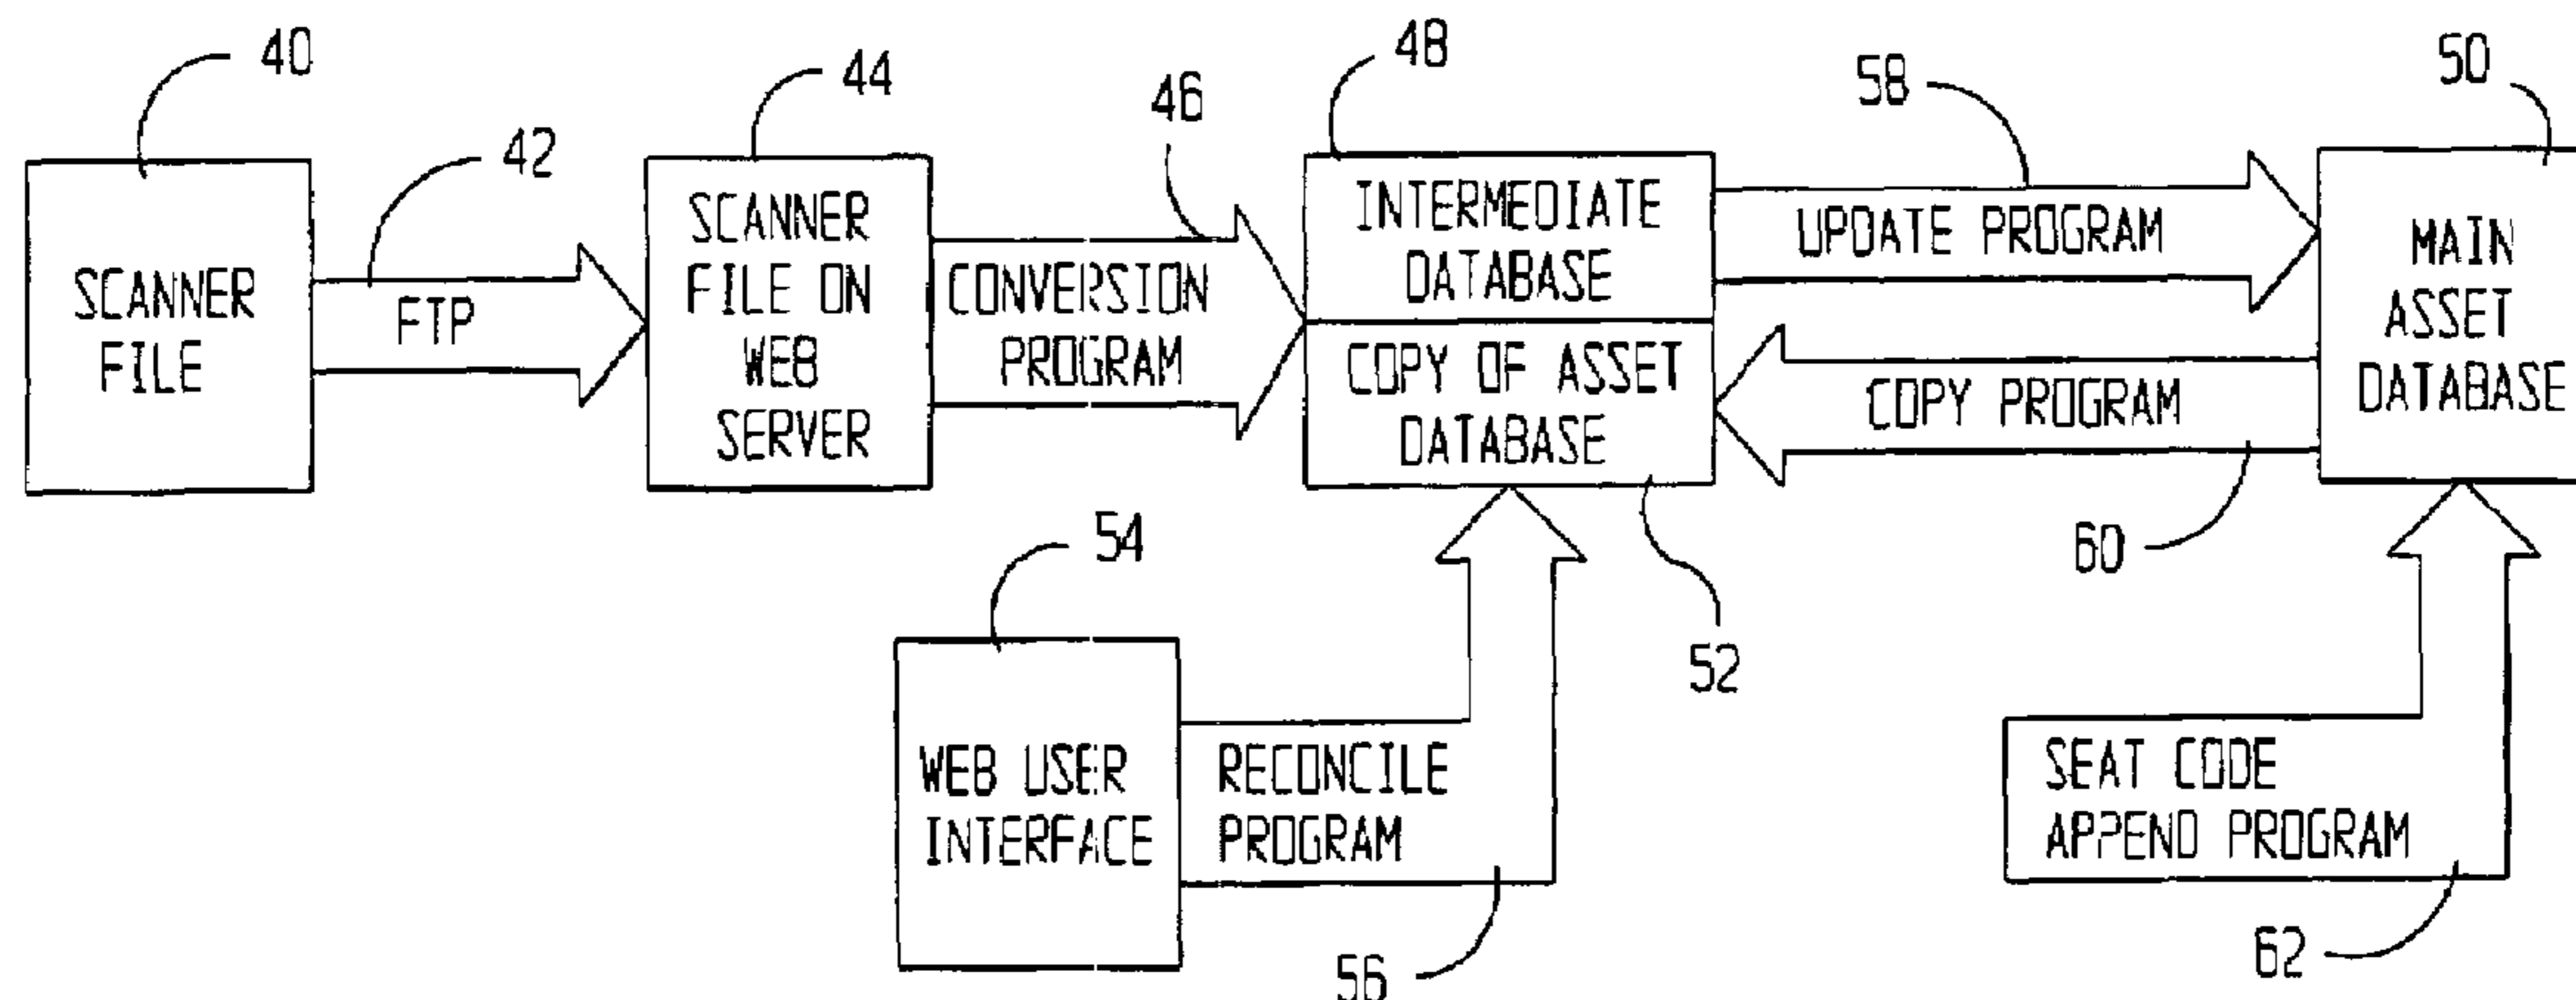 40
42
44
46
48
58
50
SCANNER
FILE
FTP
SCANNER
FILE ON
WEB
SERVER
CONVERSION
PROGRAM
INTERMEDIATE
DATABASE
COPY OF ASSET
DATABASE
UPDATE PROGRAM
COPY PROGRAM
MAIN
ASSET
DATABASE
54
52
60
WEB USER
INTERFACE
RECONCILE
PROGRAM
SEAT CODE
APPEND PROGRAM
56
62